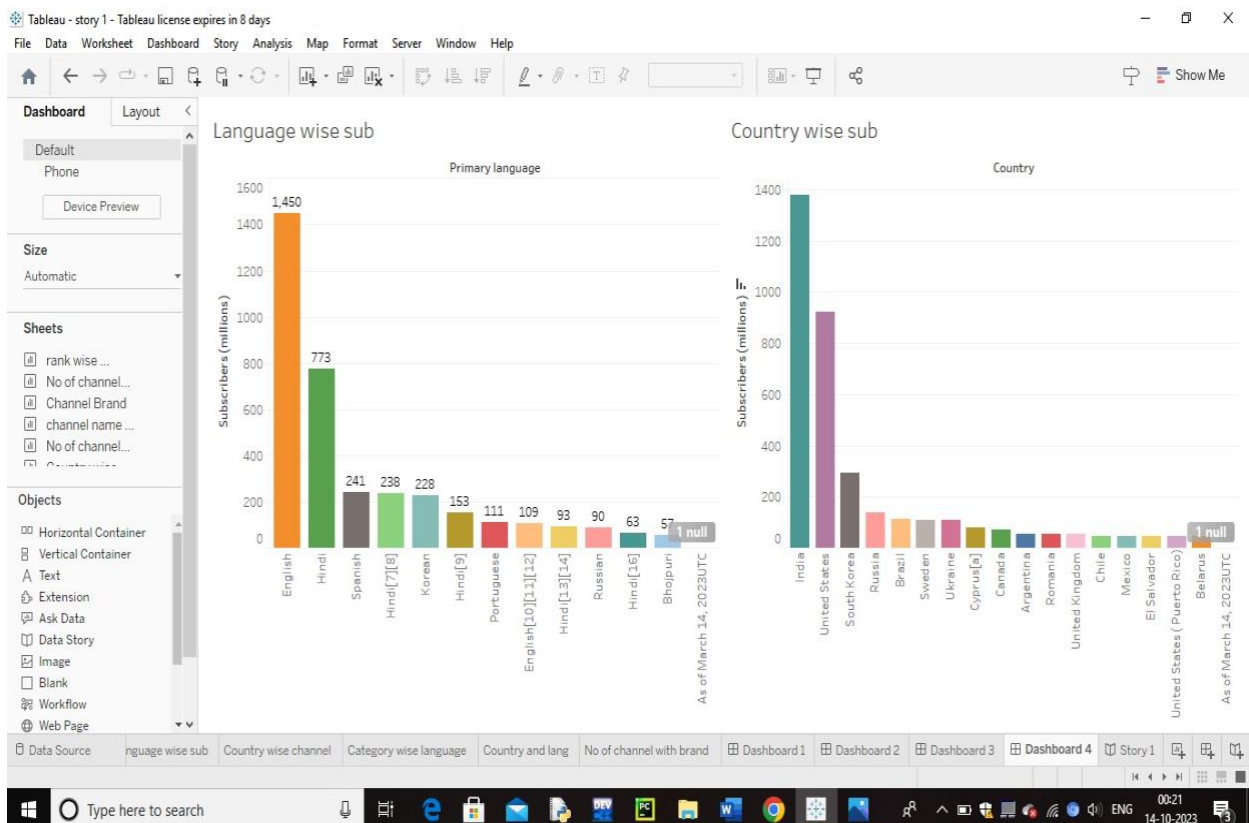 Tableau - story 1 - Tableau license expires in 8 days
File Data Worksheet Dashboard Story Analysis Map Format Server Window Help
Show Me
Dashboard Layout
Default
Phone
Device Preview
Size
Automatic
Sheets
rank wise ...
No of channel...
Channel Brand
channel name ...
No of channel...
Objects
Horizontal Container
Vertical Container
Text
Extension
Ask Data
Data Story
Image
Blank
Workflow
Web Page
Language wise sub
Primary language
Subscribers (millions)
1600
1400
1200
1000
800
600
400
200
0
1,450
773
241
238
228
153
111
109
93
90
63
57
1 null
English
Hindi
Spanish
Hindi[7][8]
Korean
Hindi[9]
Portuguese
English[10][11][12]
Hindi[13][14]
Russian
Hindi[16]
Bhojpuri
As of March 14, 2023UTC
Country wise sub
Country
Subscribers (millions)
1400
1200
1000
800
600
400
200
0
1 null
India
United States
South Korea
Russia
Brazil
Sweden
Ukraine
Cyprus[a]
Canada
Argentina
Romania
United Kingdom
Chile
Mexico
El Salvador
United States ( Puerto Rico)
Belarus
As of March 14, 2023UTC
Data Source nguage wise sub Country wise channel Category wise language Country and lang No of channel with brand Dashboard 1 Dashboard 2 Dashboard 3 Dashboard 4 Story 1
Type here to search
DEV
PC
W
ENG
00:21
14-10-2023
3